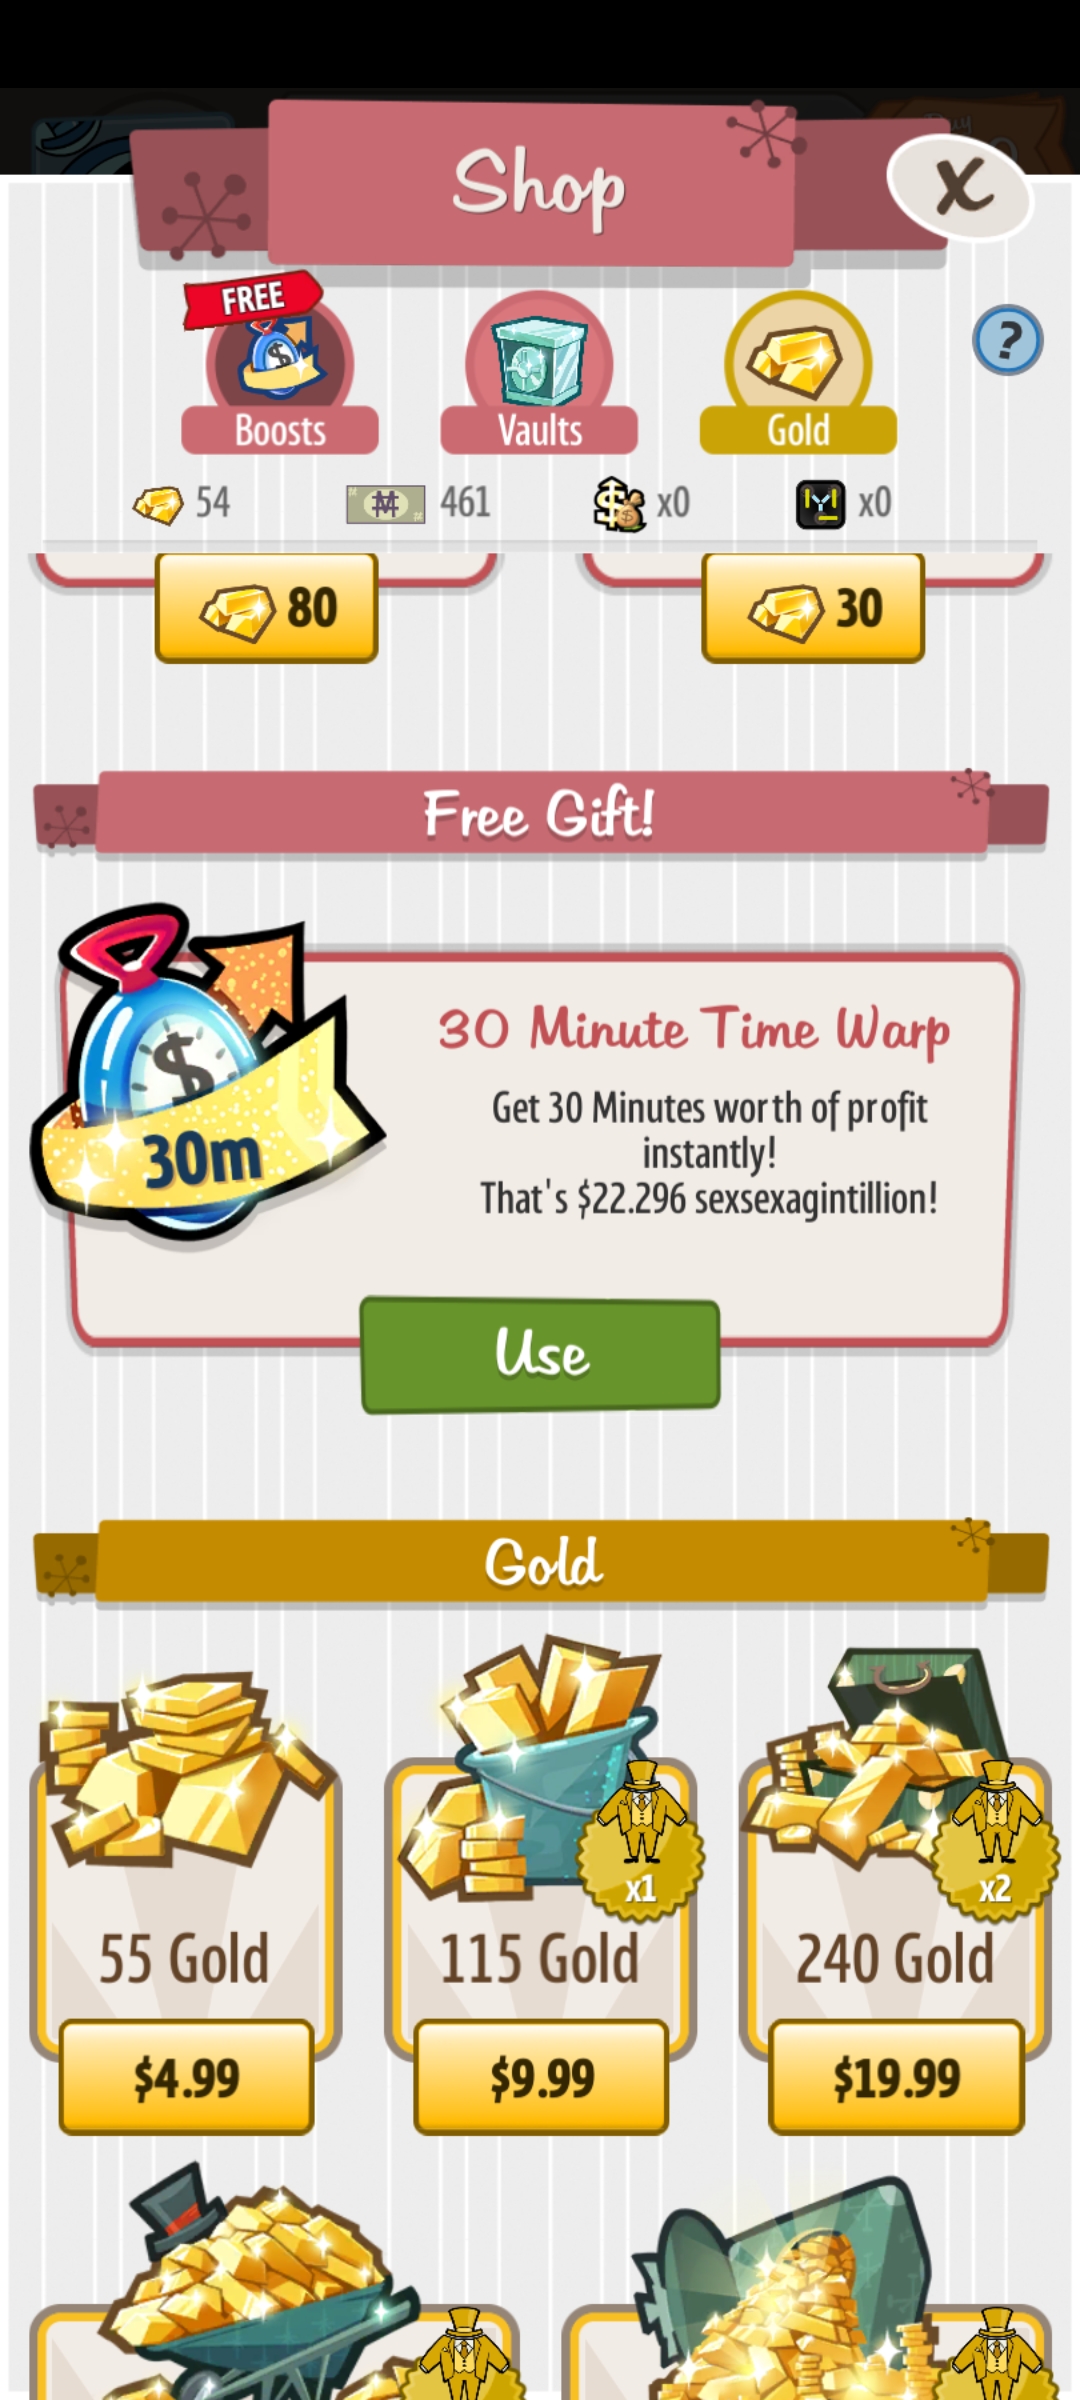 Buy
Shop
X
FREE
Boosts
Vaults
Gold
?
54
461
x0
x0
80
30
Free Gift!
30 Minute Time Warp
Get 30 Minutes worth of profit
instantly!
That's $22.296 sexsexagintillion!
$
30m
Use
Gold
x1
x2
55 Gold
115 Gold
240 Gold
$4.99
$9.99
$19.99